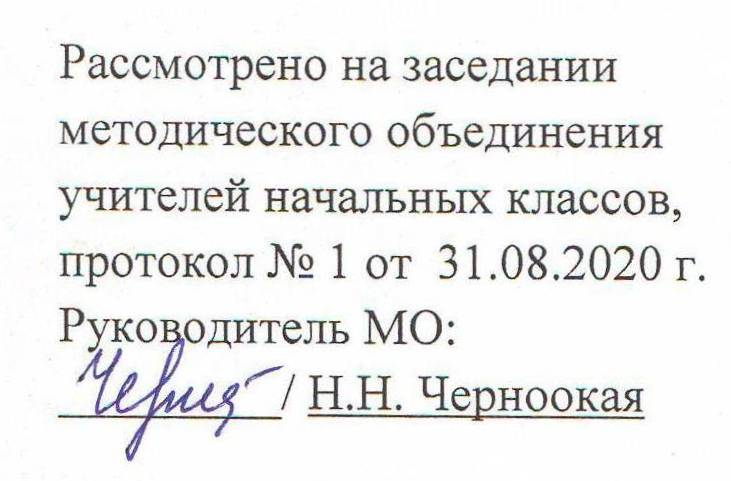 Рассмотрено на заседании
методического объединения
учителей начальных классов,
протокол № 1 от 31.08.2020 г.
Руководитель МО:
/ Н.Н. Черноокая